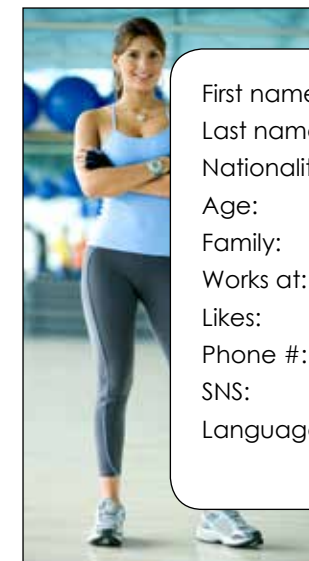 First name
Last name
Nationalit
Age:
Family:
Works at:
Likes:
Phone #:
SNS:
Languag